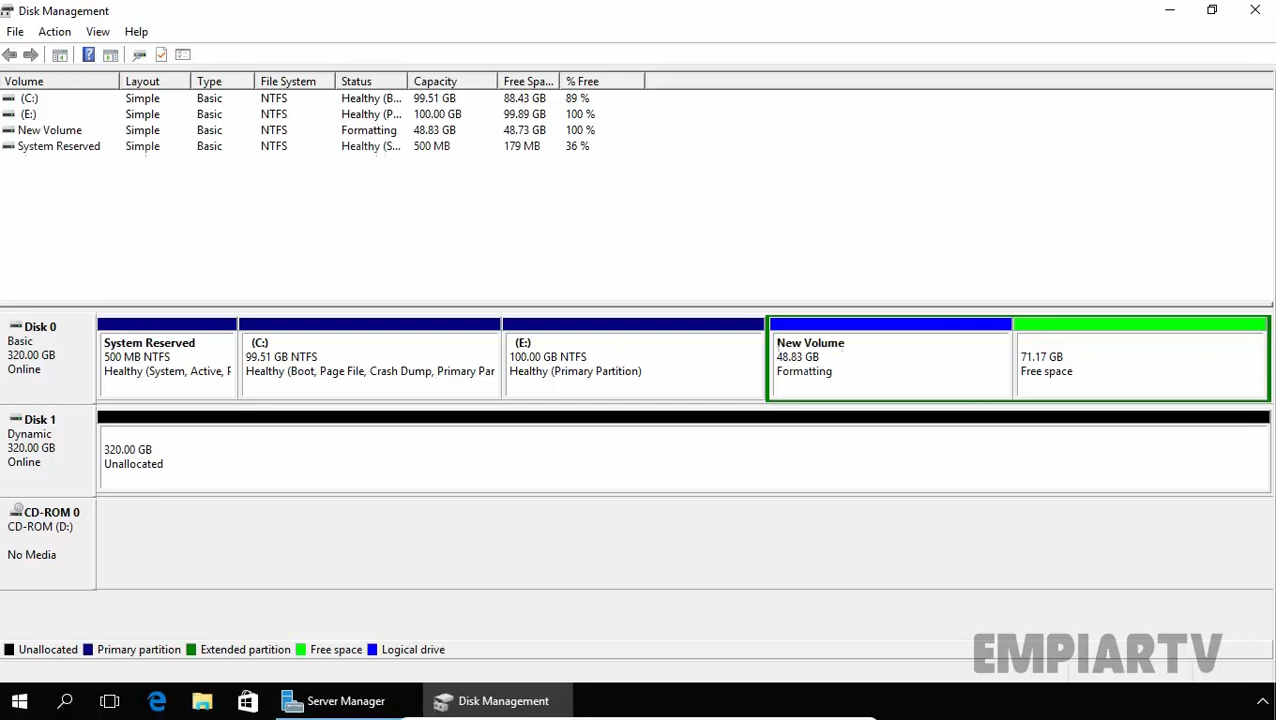 Disk Management
File Action View Help
Volume Layout Type File System Status Capacity Free Spa... % Free
(C:) Simple Basic NTFS Healthy (B... 99.51 GB 88.43 GB 89 %
(E:) Simple Basic NTFS Healthy (P... 100.00 GB 99.89 GB 100 %
New Volume Simple Basic NTFS Formatting 48.83 GB 48.73 GB 100 %
System Reserved Simple Basic NTFS Healthy (S... 500 MB 179 MB 36 %
Disk 0
Basic
320.00 GB
Online
System Reserved
500 MB NTFS
Healthy (System, Active, F
(C:)
99.51 GB NTFS
Healthy (Boot, Page File, Crash Dump, Primary Par
(E:)
100.00 GB NTFS
Healthy (Primary Partition)
New Volume
48.83 GB
Formatting
71.17 GB
Free space
Disk 1
Dynamic
320.00 GB
Online
320.00 GB
Unallocated
CD-ROM 0
CD-ROM (D:)
No Media
Unallocated Primary partition Extended partition Free space Logical drive
EMPIARTV
Server Manager Disk Management